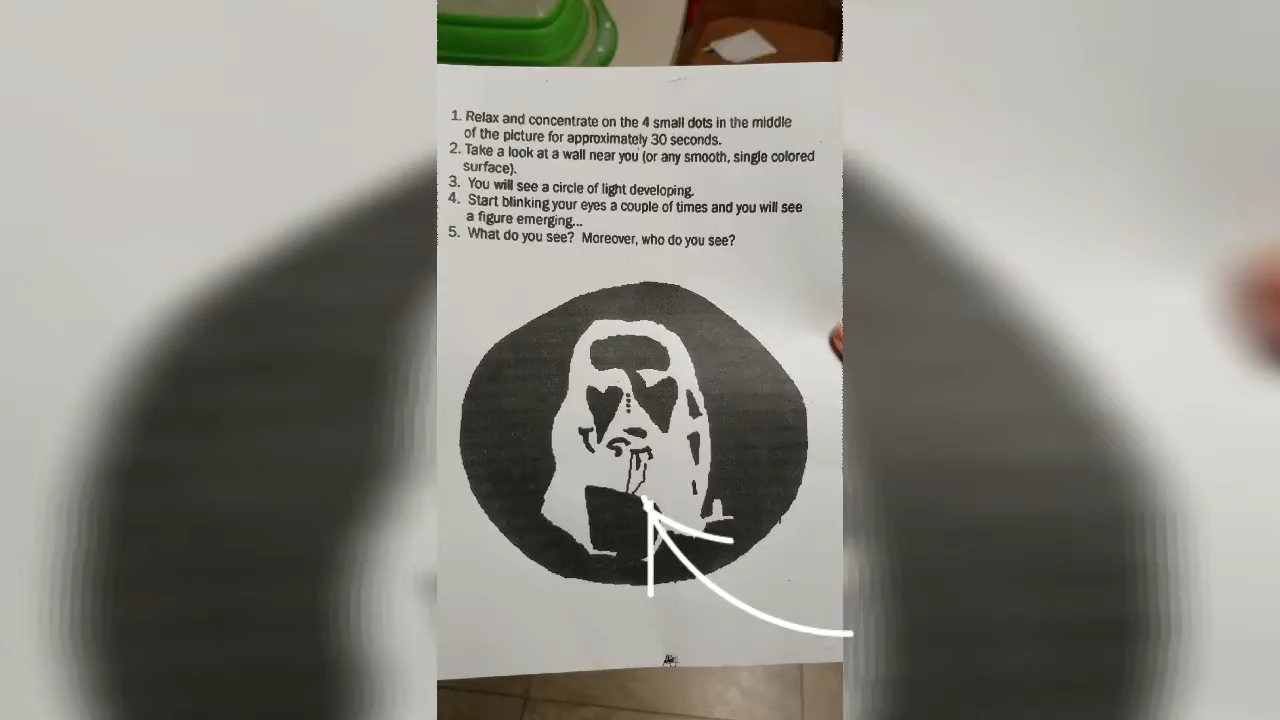 1. Relax and concentrate on the 4 small dots in the middle
of the picture for approximately 30 seconds.
2. Take a look at a wall near you (or any smooth, single colored
surface).
3. You will see a circle of light developing.
4. Start blinking your eyes a couple of times and you will see
a figure emerging...
5. What do you see? Moreover, who do you see?